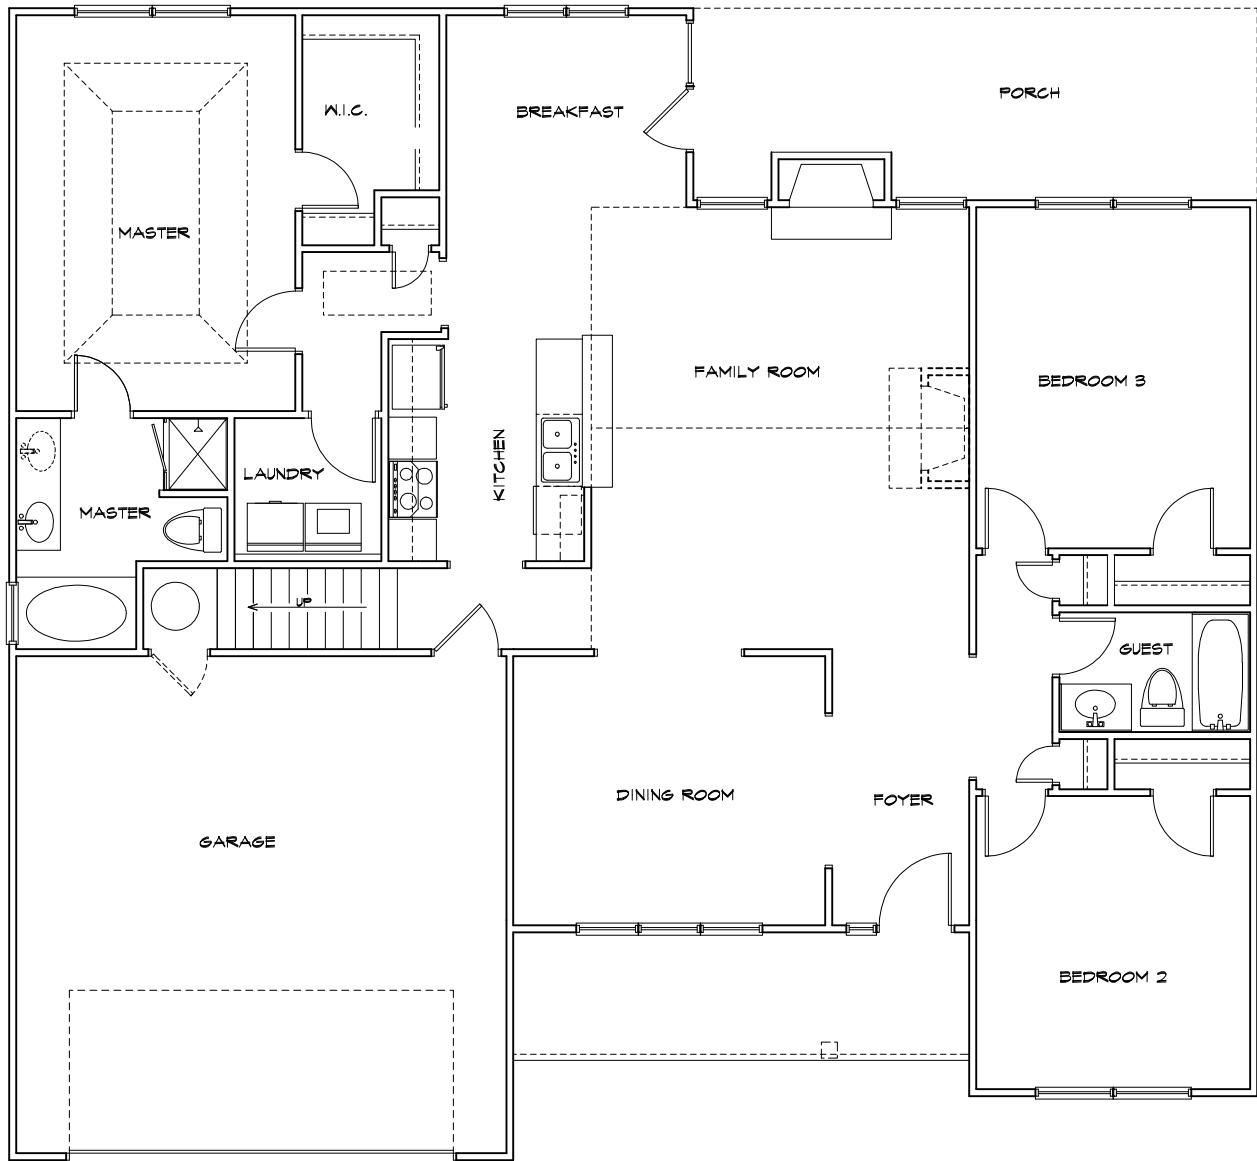 PORCH
W.I.C.
BREAKFAST
MASTER
FAMILY ROOM
BEDROOM 3
KITCHEN
LAUNDRY
MASTER
UP
GUEST
DINING ROOM
FOYER
GARAGE
BEDROOM 2